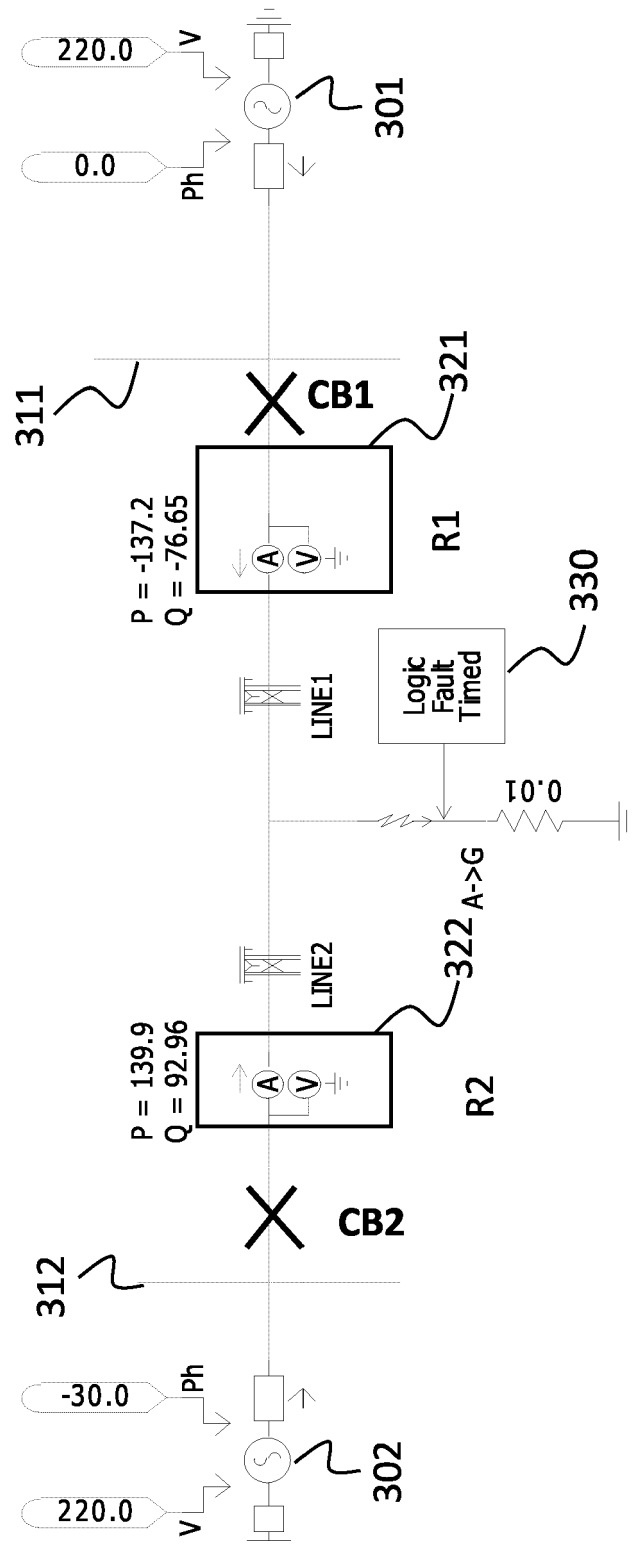 220.0
V
0.0
Ph
301
311
CB1
321
P = -137.2
Q = -76.65
A
V
R1
330
Logic
Fault
Timed
LINE1
0.01
A->G
322
LINE2
P = 139.9
Q = 92.96
A
V
R2
CB2
312
-30.0
Ph
302
220.0
V